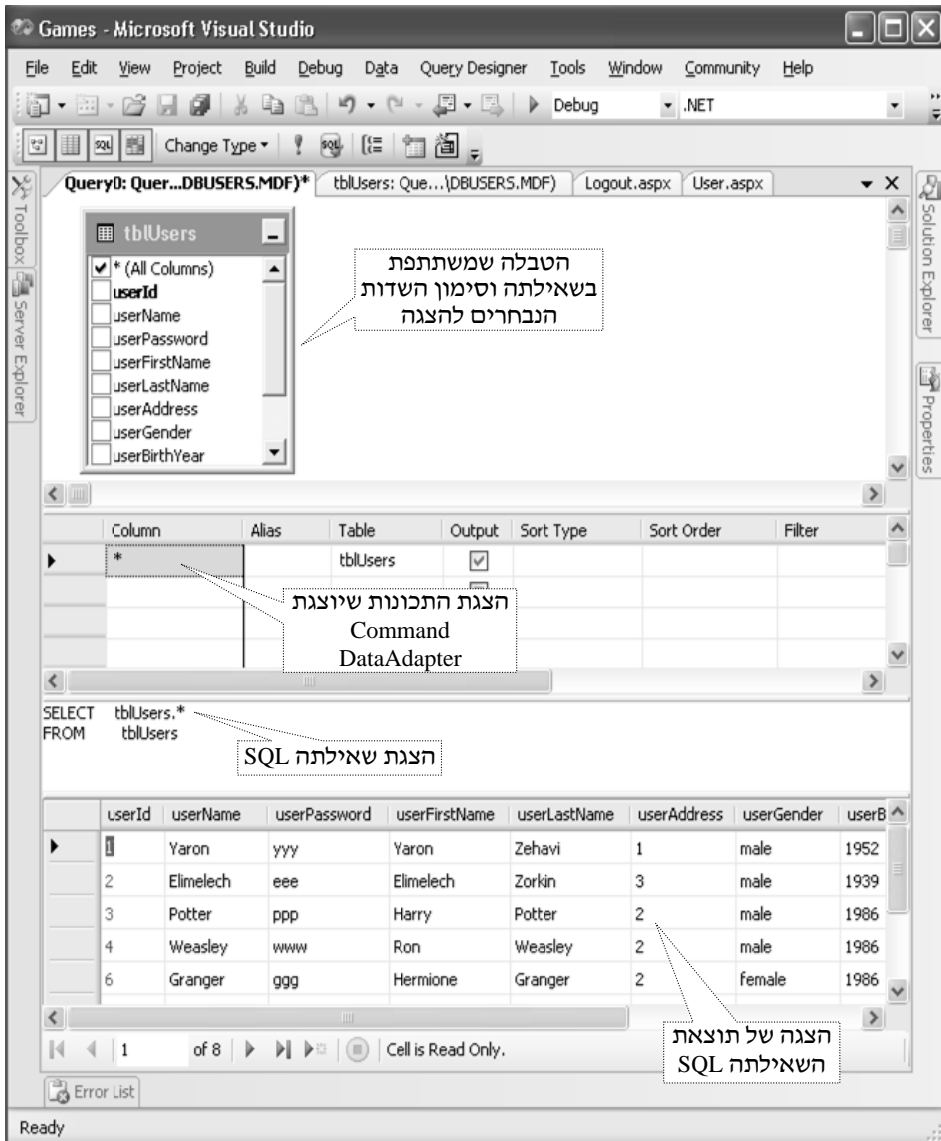 Games - Microsoft Visual Studio
File Edit View Project Build Debug Data Query Designer Tools Window Community Help
Debug .NET
SQL Change Type SQL
Toolbox
Server Explorer
Query0: Quer...DBUSERS.MDF)* tblUsers: Que...\DBUSERS.MDF) Logout.aspx User.aspx
Solution Explorer
Properties
tblUsers
* (All Columns)
userId
userName
userPassword
userFirstName
userLastName
userAddress
userGender
userBirthYear
הטבלה שמשתתפת
בשאילתה וסימון השדות
הנבחרים להצגה
Column Alias Table Output Sort Type Sort Order Filter
* tblUsers
הצגת התכונות שיוצגת
Command
DataAdapter
SELECT tblUsers.*
FROM tblUsers
הצגת שאילתה SQL
userId userName userPassword userFirstName userLastName userAddress userGender userB
1 Yaron yyy Yaron Zehavi 1 male 1952
2 Elimelech eee Elimelech Zorkin 3 male 1939
3 Potter ppp Harry Potter 2 male 1986
4 Weasley www Ron Weasley 2 male 1986
6 Granger ggg Hermione Granger 2 female 1986
הצגה של תוצאת
השאילתה SQL
1 of 8 Cell is Read Only.
Error List
Ready